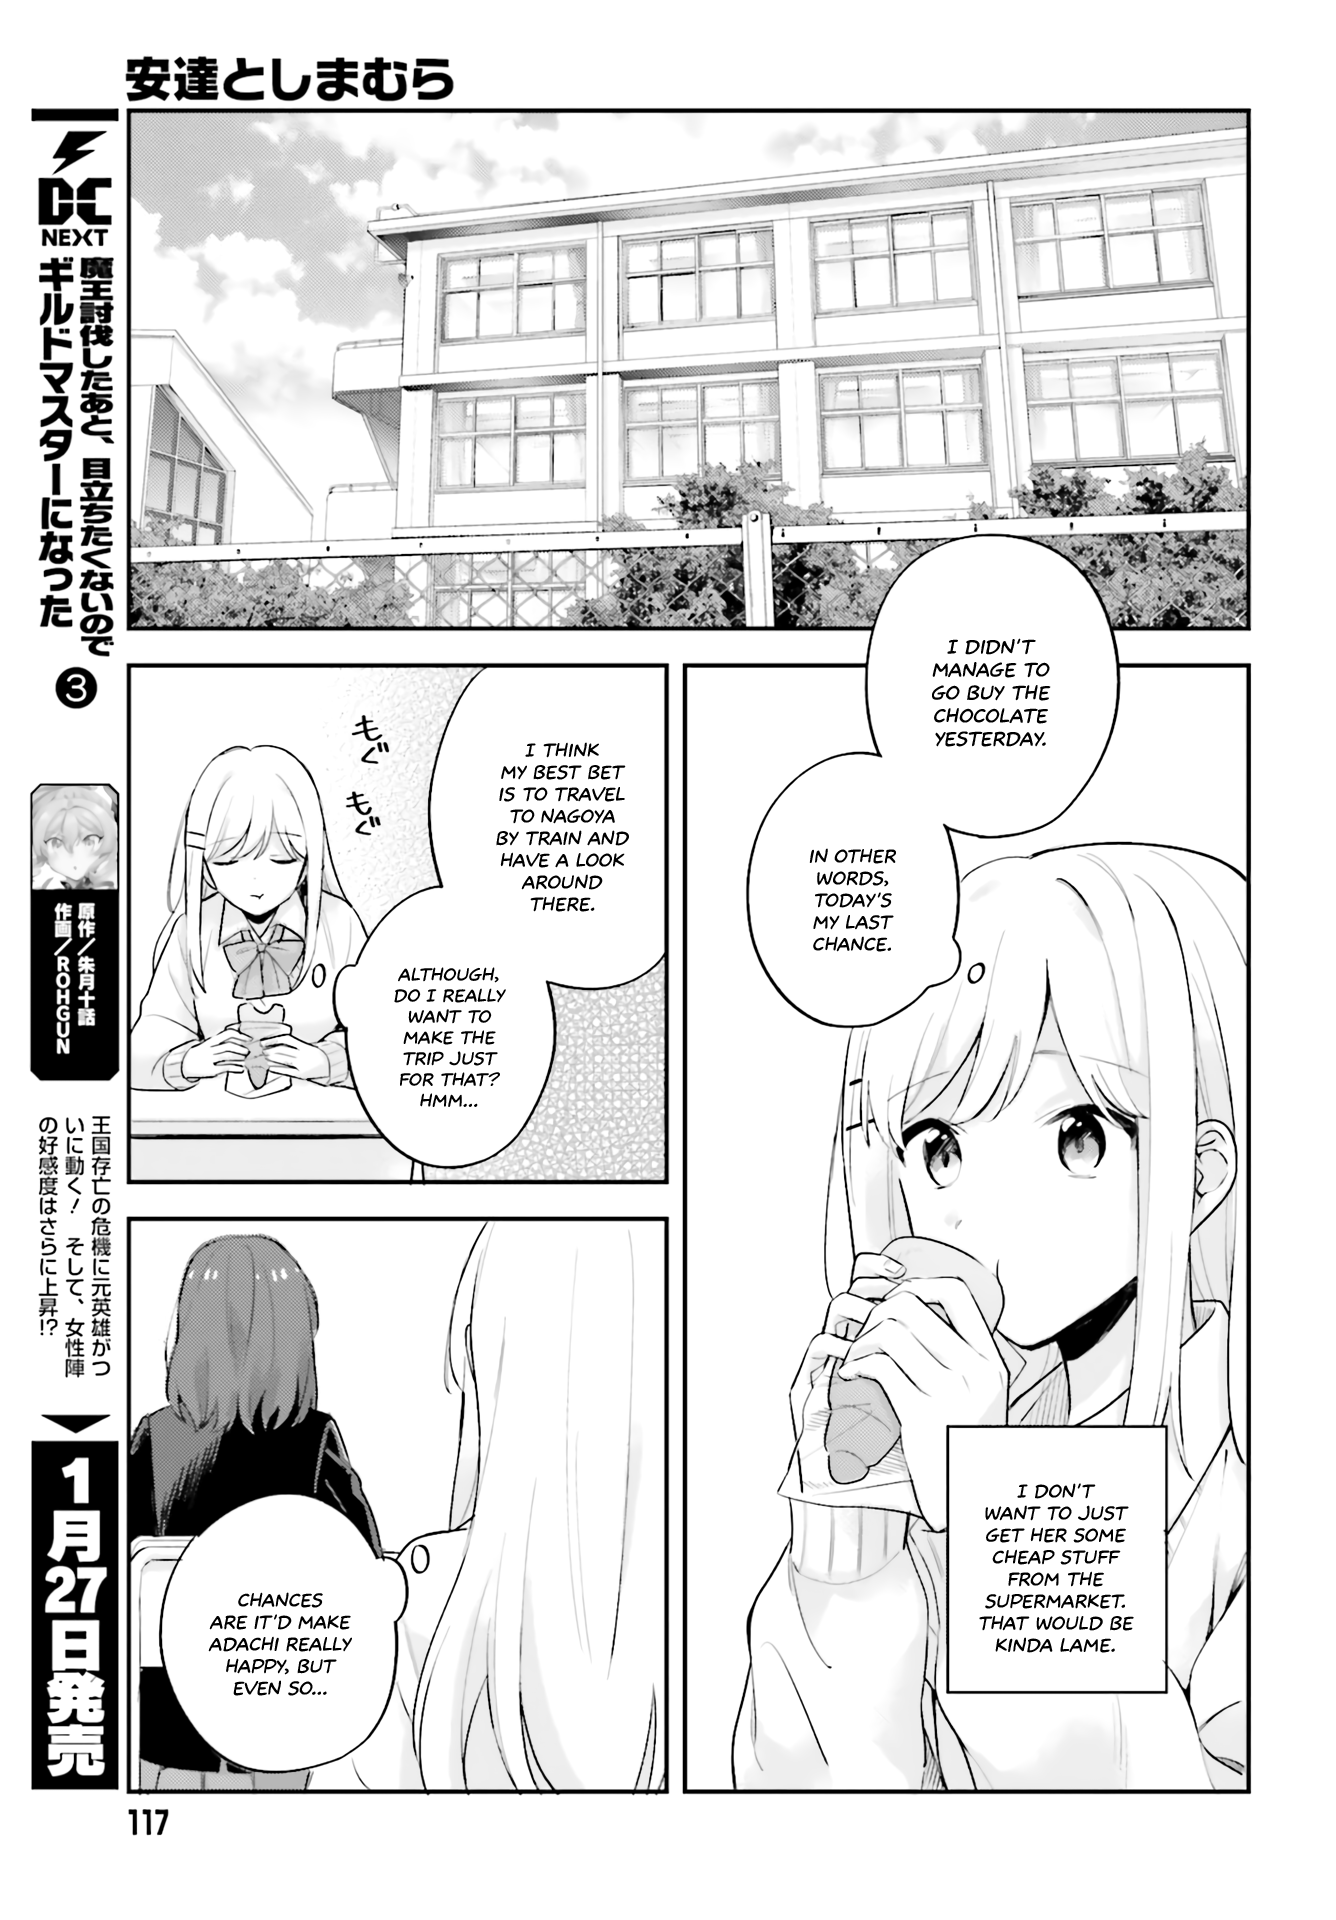 安達としまむら
DC
NEXT
魔王討伐したあと、目立ちたくないので
ギルドマスターになった
3
原作／朱月十話
作画／ROHGUN
王国存亡の危機に元英雄がつ
いに動く！　そして、女性陣
の好感度はさらに上昇!?
1月27日発売
I DIDN'T
MANAGE TO
GO BUY THE
CHOCOLATE
YESTERDAY.
IN OTHER
WORDS,
TODAY'S
MY LAST
CHANCE.
I DON'T
WANT TO JUST
GET HER SOME
CHEAP STUFF
FROM THE
SUPERMARKET.
THAT WOULD BE
KINDA LAME.
I THINK
MY BEST BET
IS TO TRAVEL
TO NAGOYA
BY TRAIN AND
HAVE A LOOK
AROUND
THERE.
もぐ
もぐ
ALTHOUGH,
DO I REALLY
WANT TO
MAKE THE
TRIP JUST
FOR THAT?
HMM...
CHANCES
ARE IT'D MAKE
ADACHI REALLY
HAPPY, BUT
EVEN SO...
117